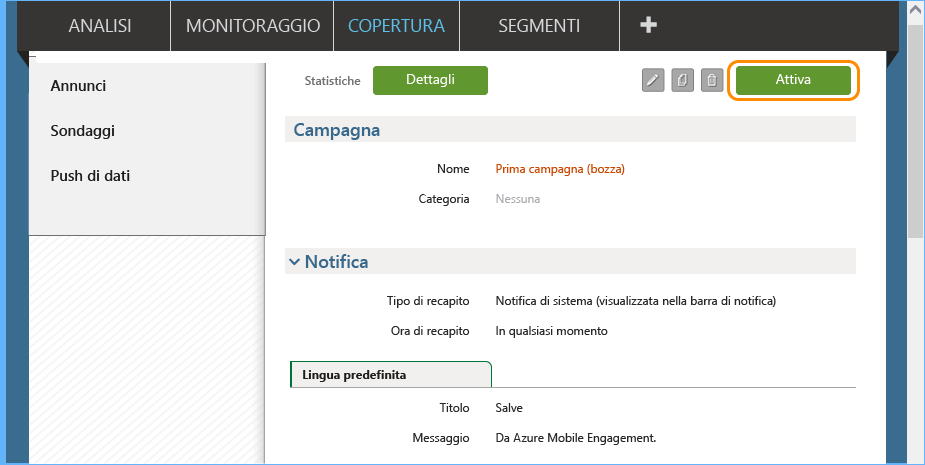 ANALISI MONITORAGGIO COPERTURA SEGMENTI
Annunci
Sondaggi
Push di dati
Statistiche Dettagli Attiva
Campagna
Nome Prima campagna (bozza)
Categoria Nessuna
Notifica
Tipo di recapito Notifica di sistema (visualizzata nella barra di notifica)
Ora di recapito In qualsiasi momento
Lingua predefinita
Titolo Salve
Messaggio Da Azure Mobile Engagement.